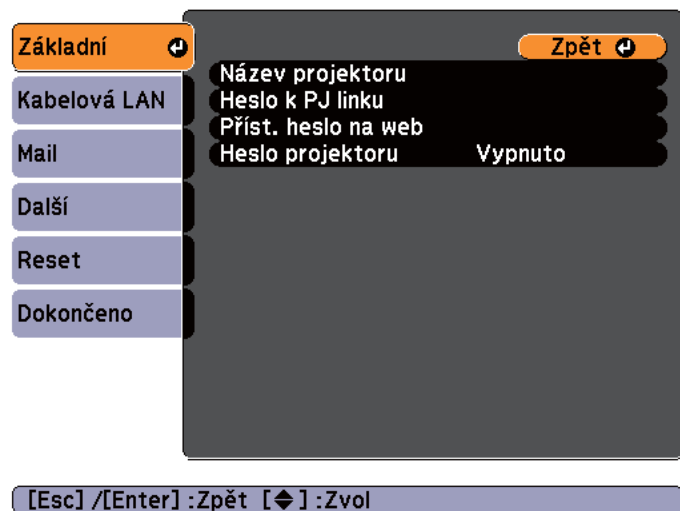 Základní
Kabelová LAN
Mail
Další
Reset
Dokončeno
Zpět
Název projektoru
Heslo k PJ linku
Příst. heslo na web
Heslo projektoru Vypnuto
[Esc] /[Enter] :Zpět [◆] :Zvol